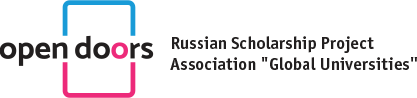 open doors
Russian Scholarship Project
Association "Global Universities"